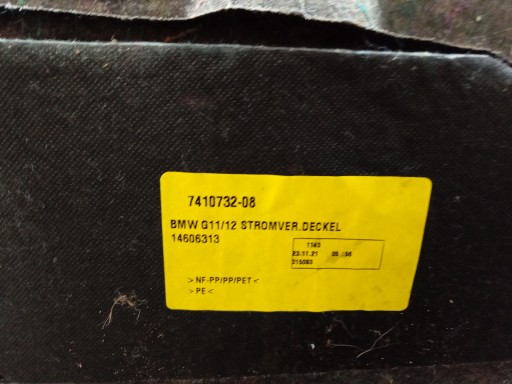 7410732-08
BMW G11/12 STROMVER.DECKEL
14606313
23.11.21
>NF-PP/PP/PET<
>PE<